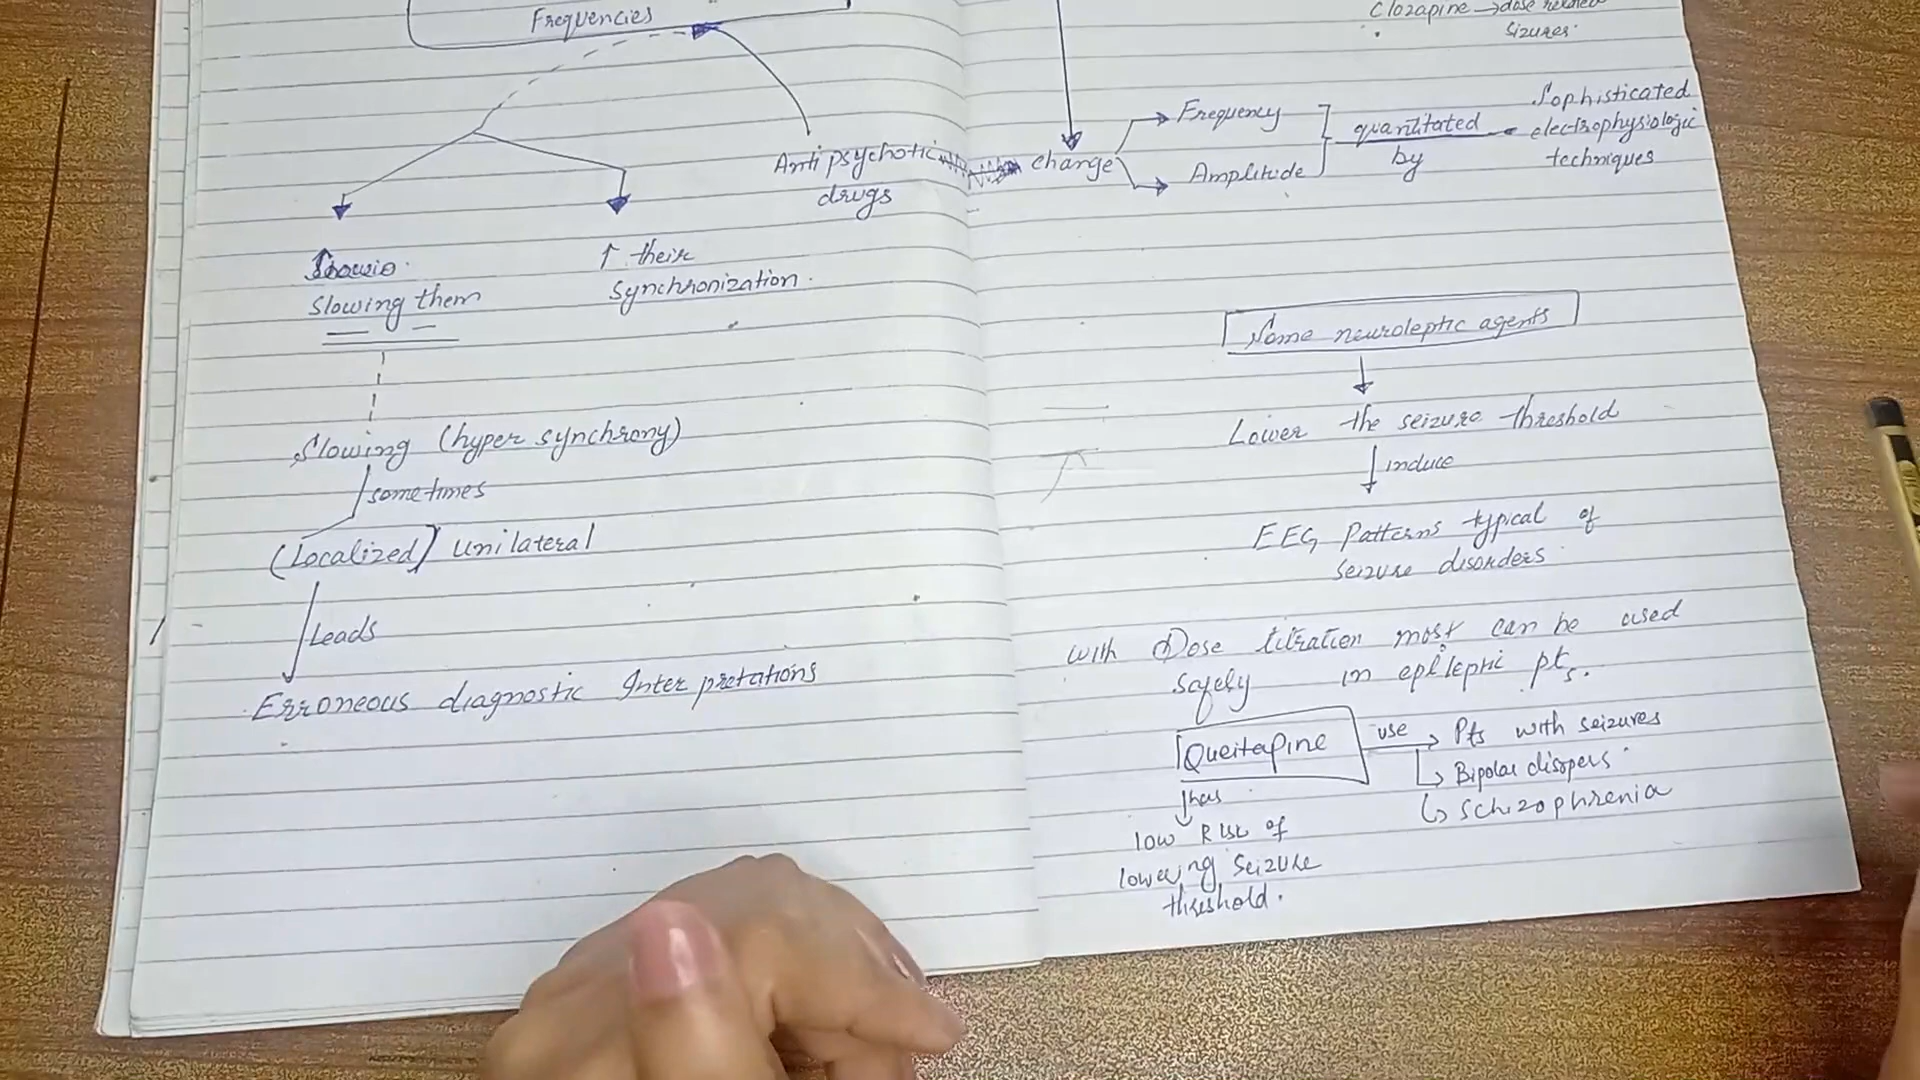 Frequencies
Antipsychotic
drugs
Slowing them
↑ their
synchronization.
Slowing (hyper synchrony)
sometimes
(Localized) Unilateral
Leads
Erroneous diagnostic Interpretations
Clozapine → dose related
sizures.
change
Frequency
Amplitude
quantitated
by
Sophisticated
electrophysiologic
techniques
Some neuroleptic agents
Lower the seizure threshold
induce
EEG Patterns typical of
seizure disorders
with Dose titration most can be used
safely in epileptic pts.
Queitapine
use
Pts with seizures
Bipolar disopers
Schizophrenia
has
low Risk of
lowering Seizure
threshold.